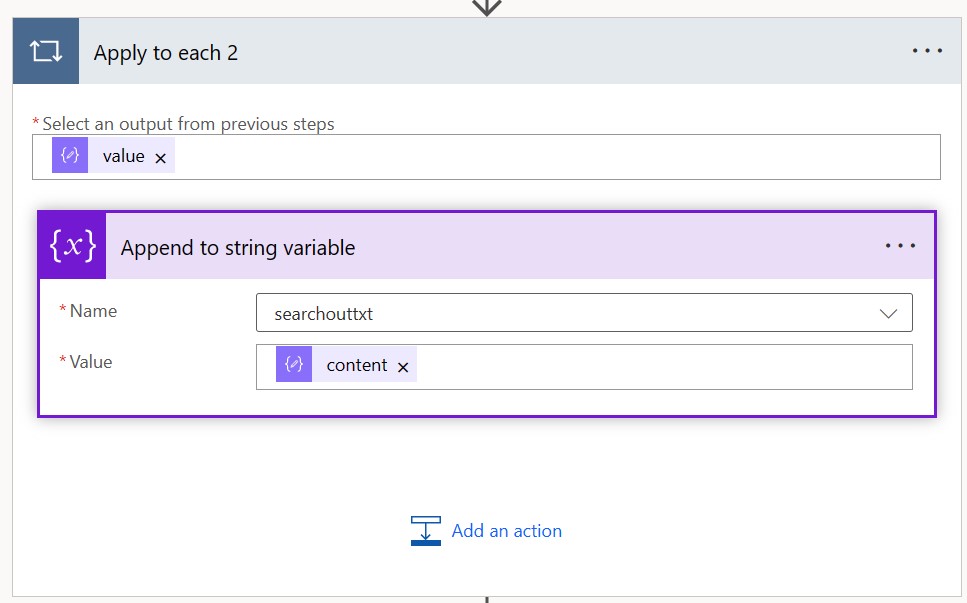 Apply to each 2
* Select an output from previous steps
value
{x} Append to string variable
* Name
searchouttxt
* Value
content
Add an action